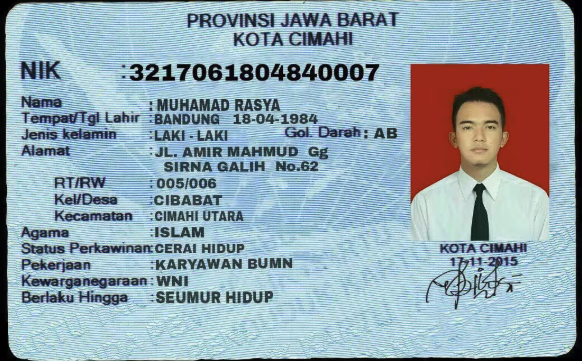 PROVINSI JAWA BARAT
KOTA CIMAHI
NIK : 3217061804840007
Nama : MUHAMAD RASYA
Tempat/Tgl Lahir : BANDUNG 18-04-1984
Jenis kelamin : LAKI - LAKI Gol. Darah : AB
Alamat : JL. AMIR MAHMUD Gg
SIRNA GALIH No.62
RT/RW : 005/006
Kel/Desa : CIBABAT
Kecamatan : CIMAHI UTARA
Agama : ISLAM
Status Perkawinan: CERAI HIDUP
Pekerjaan : KARYAWAN BUMN
Kewarganegaraan: WNI
Berlaku Hingga : SEUMUR HIDUP
KOTA CIMAHI
17-11-2015